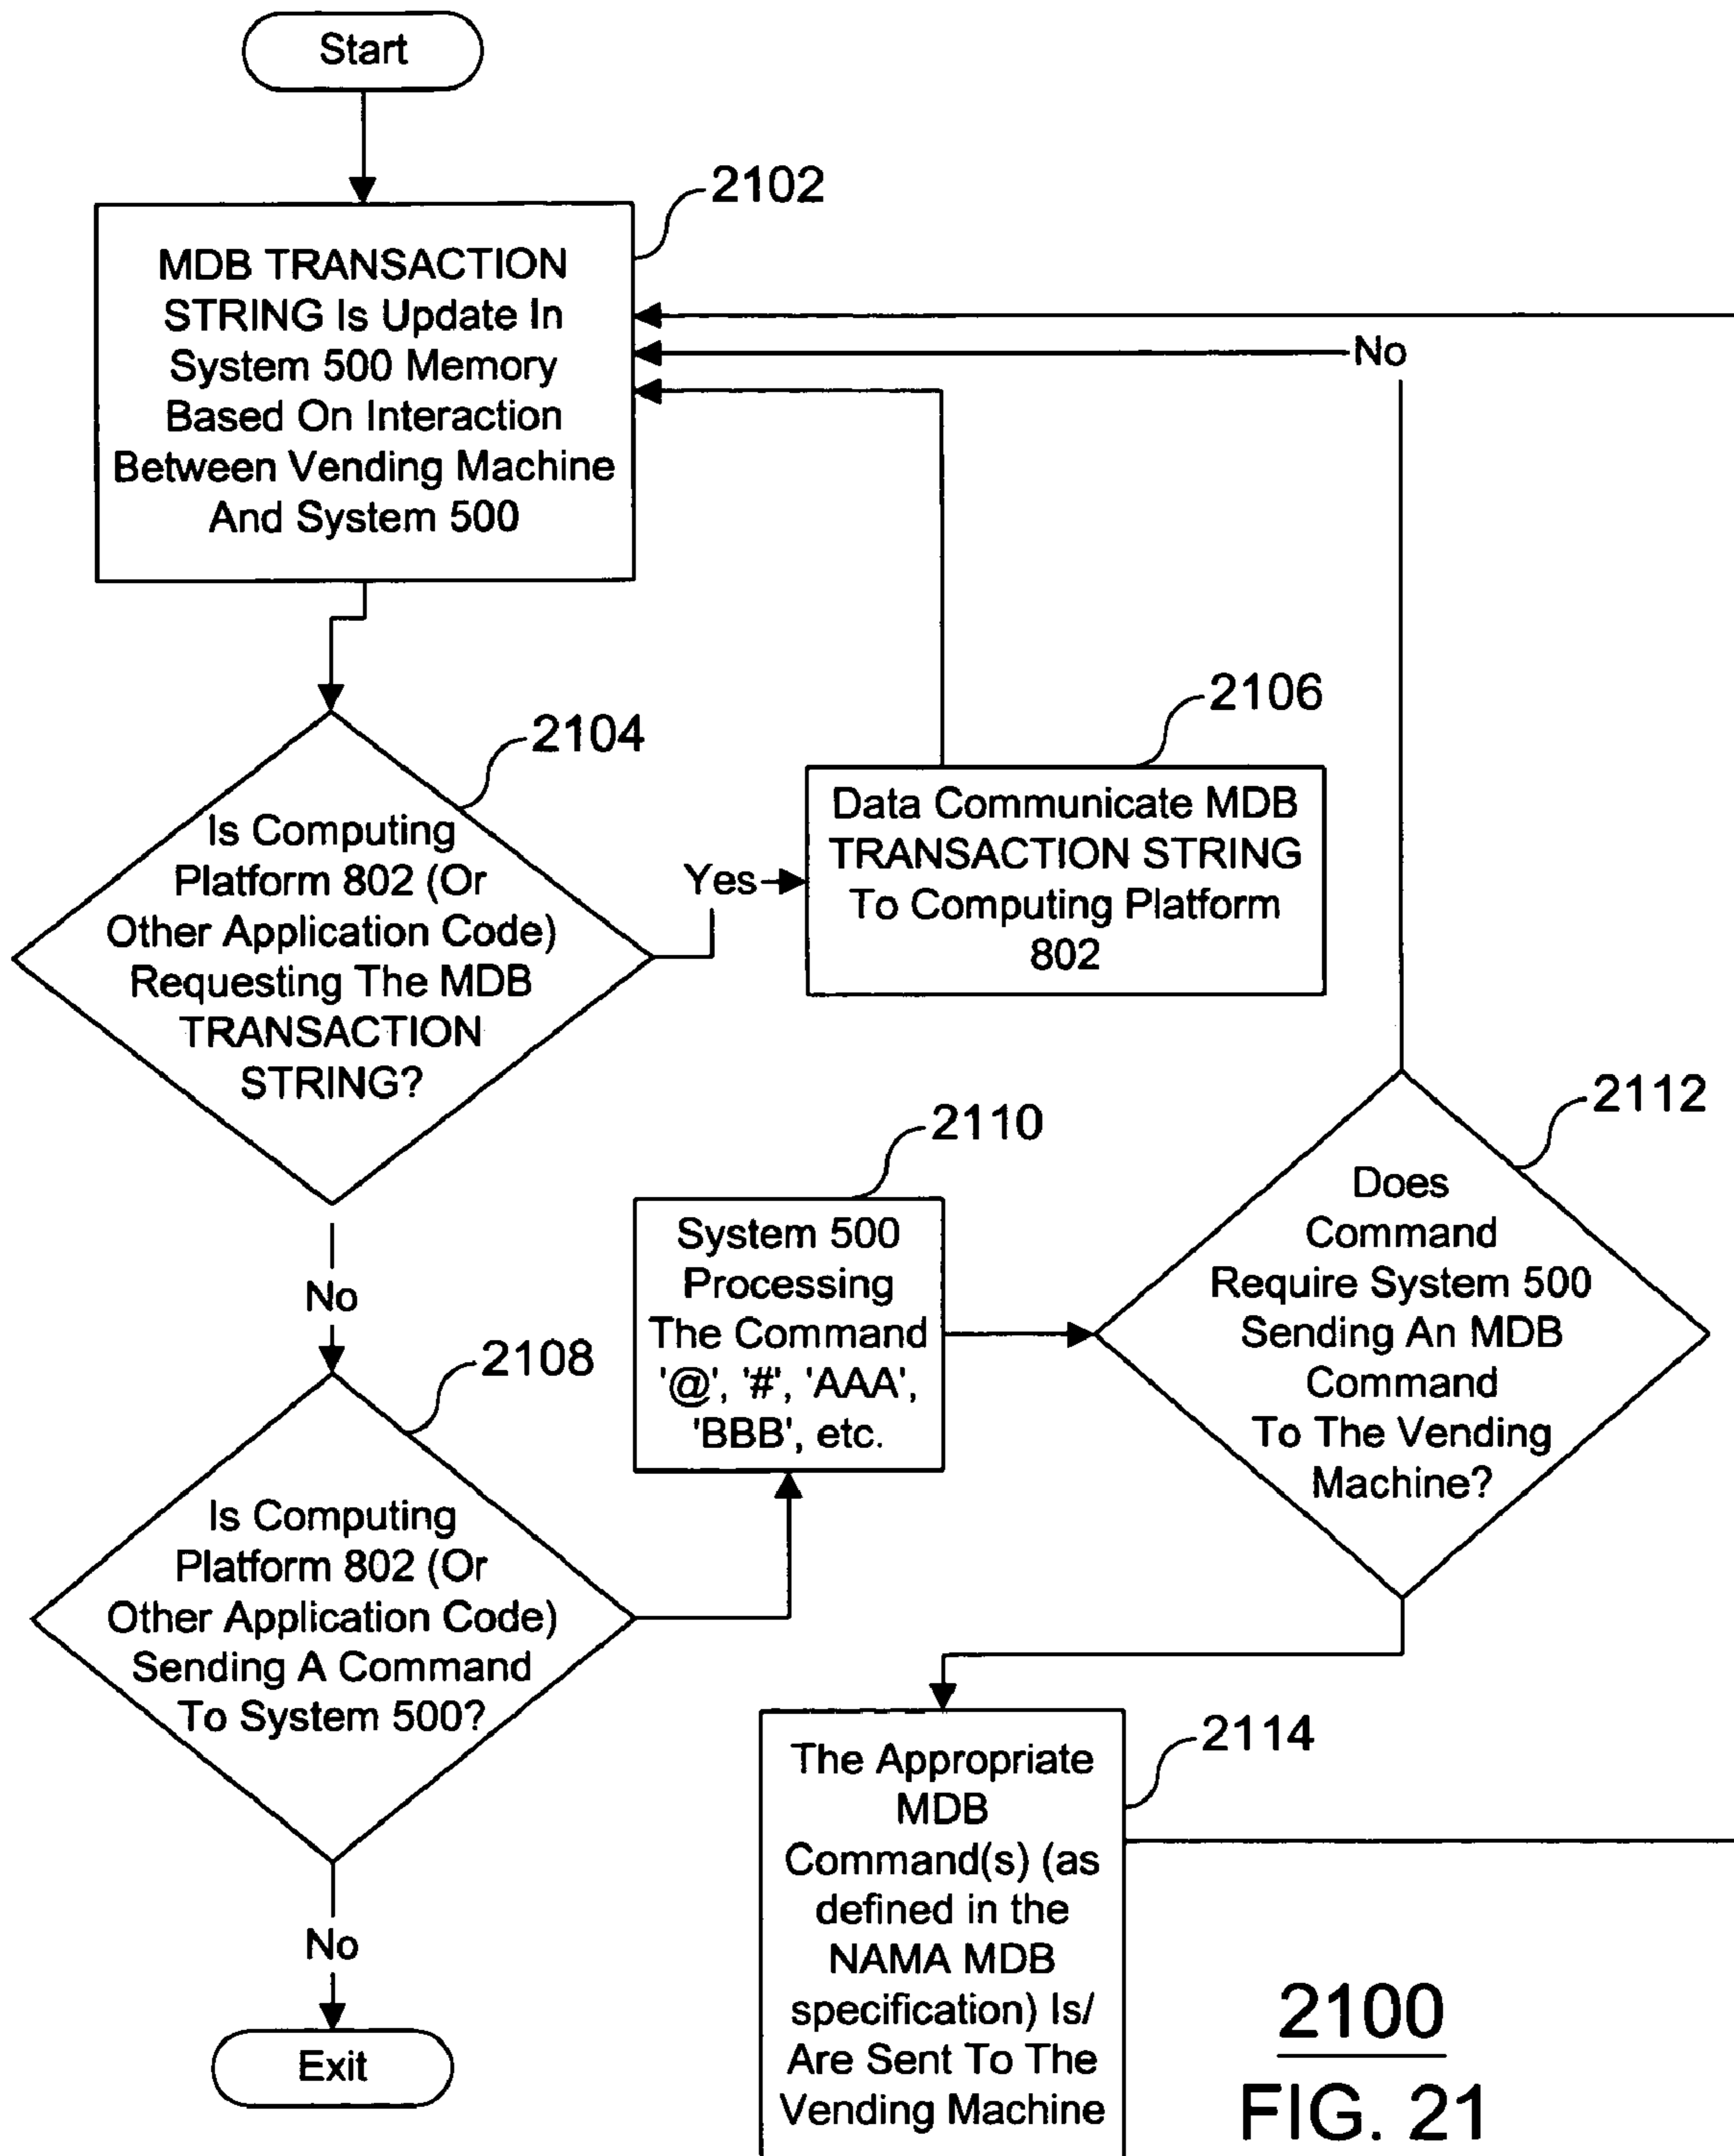 Start
2102
MDB TRANSACTION
STRING Is Update In
System 500 Memory
Based On Interaction
Between Vending Machine
And System 500
No
2104
Is Computing
Platform 802 (Or
Other Application Code)
Requesting The MDB
TRANSACTION
STRING?
Yes
2106
Data Communicate MDB
TRANSACTION STRING
To Computing Platform
802
No
2108
Is Computing
Platform 802 (Or
Other Application Code)
Sending A Command
To System 500?
2110
System 500
Processing
The Command
'@', '#', 'AAA',
'BBB', etc.
2112
Does
Command
Require System 500
Sending An MDB
Command
To The Vending
Machine?
2114
The Appropriate
MDB
Command(s) (as
defined in the
NAMA MDB
specification) Is/
Are Sent To The
Vending Machine
No
Exit
2100
FIG. 21